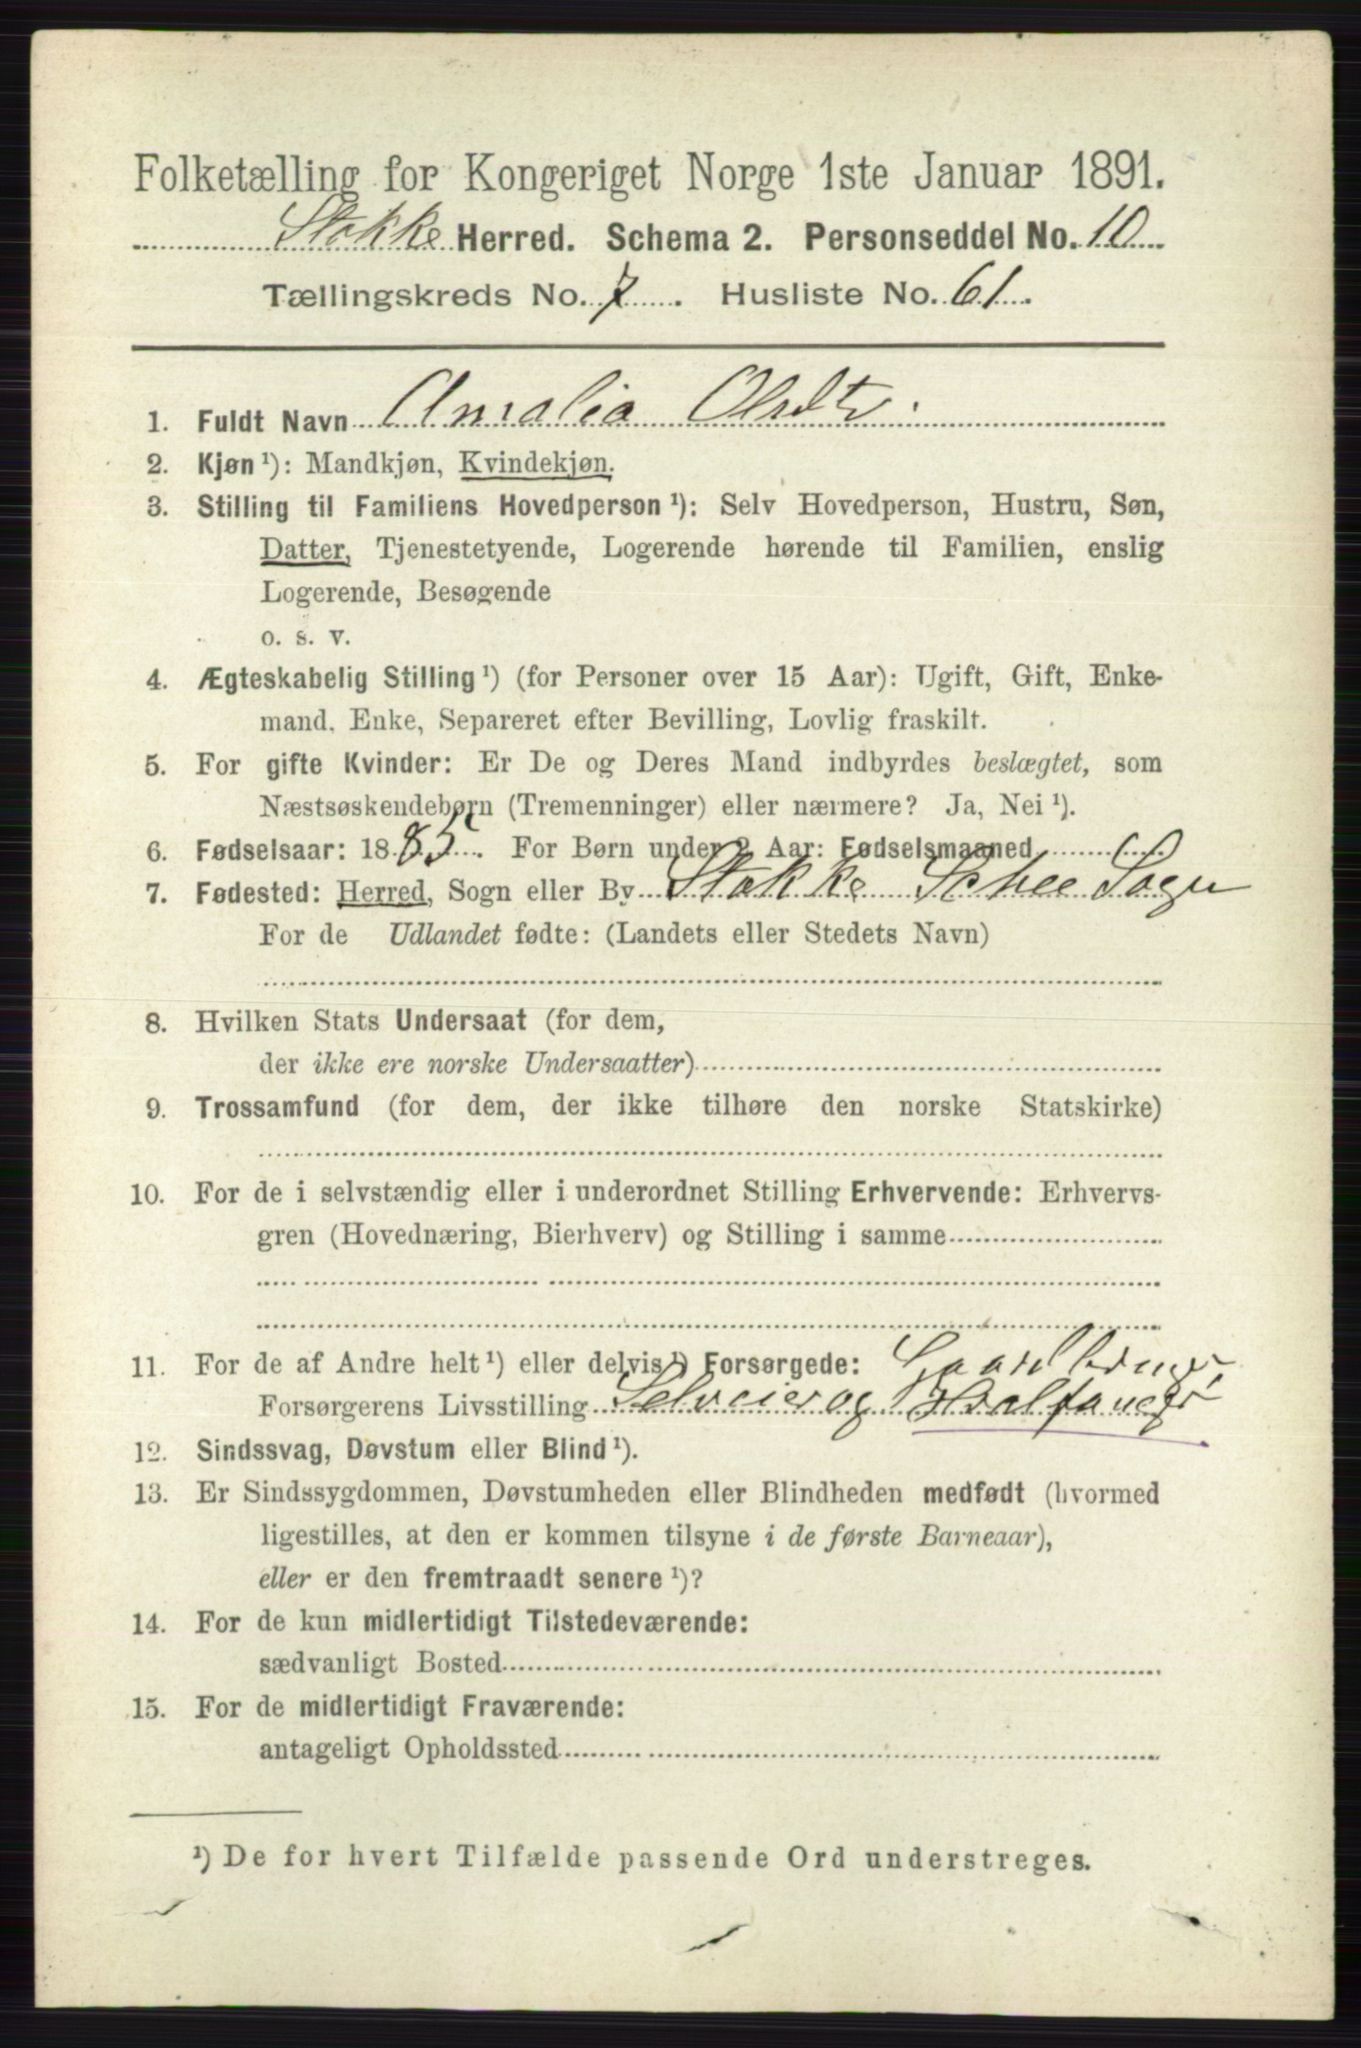 Folketælling for Kongeriget Norge 1ste Januar 1891.
Stokke Herred. Schema 2. Personseddel No. 10
Tællingskreds No. 7. Husliste No. 61.
1. Fuldt Navn Amalia Olsdtr.
2. Kjøn ¹): Mandkjøn, Kvindekjøn.
3. Stilling til Familiens Hovedperson ¹): Selv Hovedperson, Hustru, Søn,
Datter, Tjenestetyende, Logerende hørende til Familien, enslig
Logerende, Besøgende
o. s. v.
4. Ægteskabelig Stilling ¹) (for Personer over 15 Aar): Ugift, Gift, Enke-
mand, Enke, Separeret efter Bevilling, Lovlig fraskilt.
5. For gifte Kvinder: Er De og Deres Mand indbyrdes beslægtet, som
Næstsøskendebørn (Tremenninger) eller nærmere? Ja, Nei ¹).
6. Fødselsaar: 1885. For Børn under 2 Aar: Fødselsmaaned
7. Fødested: Herred, Sogn eller By Stokke Sogn
For de Udlandet fødte: (Landets eller Stedets Navn)
8. Hvilken Stats Undersaat (for dem,
der ikke ere norske Undersaatter)
9. Trossamfund (for dem, der ikke tilhøre den norske Statskirke)
10. For de i selvstændig eller i underordnet Stilling Erhvervende: Erhvervs-
gren (Hovednæring, Bierhverv) og Stilling i samme
11. For de af Andre helt ¹) eller delvis ¹) Forsørgede: Gaardbruger
Forsørgerens Livsstilling Selveier og Hvalfanger
12. Sindssvag, Døvstum eller Blind ¹).
13. Er Sindssygdommen, Døvstumheden eller Blindheden medfødt (hvormed
ligestilles, at den er kommen tilsyne i de første Barneaar),
eller er den fremtraadt senere ¹)?
14. For de kun midlertidigt Tilstedeværende:
sædvanligt Bosted
15. For de midlertidigt Fraværende:
antageligt Opholdssted
¹) De for hvert Tilfælde passende Ord understreges.